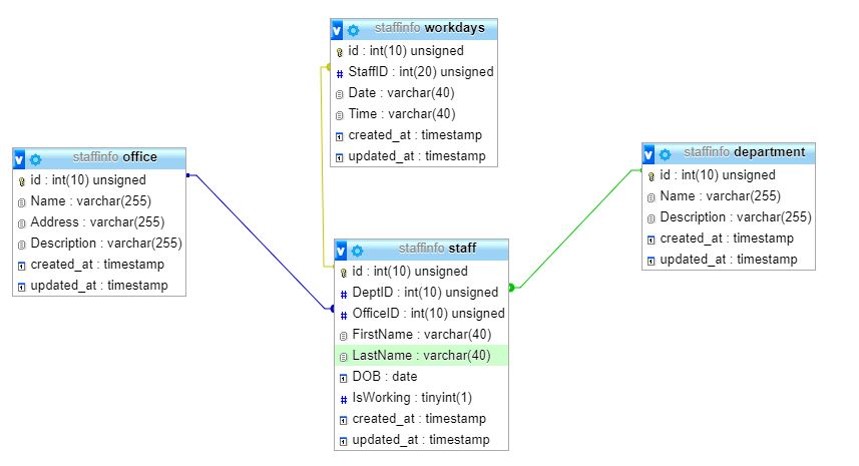 staffinfo workdays
id : int(10) unsigned
# StaffID : int(20) unsigned
Date : varchar(40)
Time : varchar(40)
created_at : timestamp
updated_at : timestamp
v staffinfo office
id : int(10) unsigned
Name : varchar(255)
Address : varchar(255)
Description : varchar(255)
created_at : timestamp
updated_at : timestamp
v staffinfo department
id : int(10) unsigned
Name : varchar(255)
Description : varchar(255)
created_at : timestamp
updated_at : timestamp
v staffinfo staff
id : int(10) unsigned
# DeptID : int(10) unsigned
# OfficeID : int(10) unsigned
FirstName : varchar(40)
LastName : varchar(40)
DOB : date
# IsWorking : tinyint(1)
created_at : timestamp
updated_at : timestamp